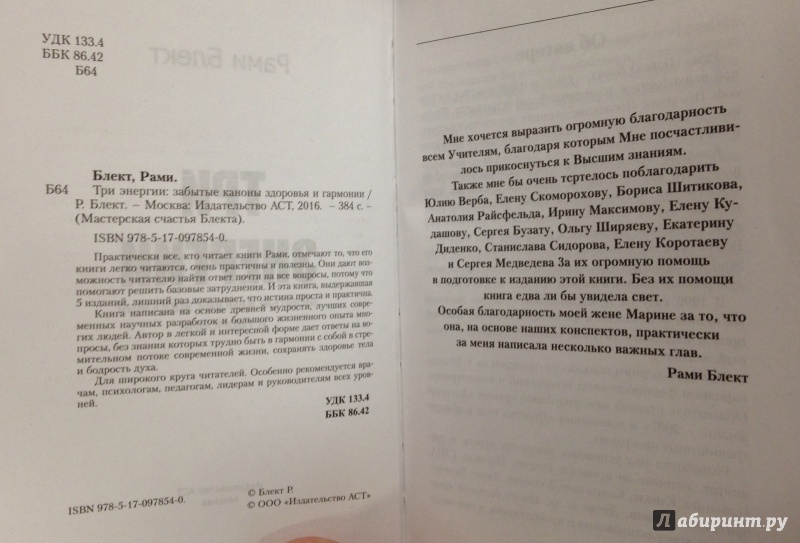 УДК 133.4
ББК 86.42
Б64
Блект, Рами.
Б64 Три энергии: забытые каноны здоровья и гармонии /
Р. Блект. – Москва: Издательство АСТ, 2016. – 384 с. –
(Мастерская счастья Блекта).
ISBN 978-5-17-097854-0.
Практически все, кто читает книги Рами, отмечают то, что его
книги легко читаются, очень практичны и полезны. Они дают воз-
можность читателю найти ответ почти на все вопросы, потому что
помогают решить базовые затруднения. И эта книга, выдержавшая
5 изданий, лишний раз доказывает, что истина проста и практична.
Книга написана на основе древней мудрости, лучших совре-
менных научных разработок и большого жизненного опыта мно-
гих людей. Автор в легкой и интересной форме дает ответы на во-
просы, без знания которых трудно быть в гармонии с собой в стре-
мительном потоке современной жизни, сохранять здоровье тела
и бодрость духа.
Для широкого круга читателей. Особенно рекомендуется вра-
чам, психологам, педагогам, лидерам и руководителям всех уров-
ней.
УДК 133.4
ББК 86.42
ISBN 978-5-17-097854-0.
© Блект Р.
© ООО «Издательство АСТ»
Мне хочется выразить огромную благодарность
всем Учителям, благодаря которым Мне посчастливи-
лось прикоснуться к Высшим знаниям.
Также мне бы очень тсртелось поблагодарить
Юлию Верба, Елену Скоморохову, Бориса Шитикова,
Анатолия Райсфельда, Ирину Максимову, Елену Ку-
дашову, Сергея Бузату, Ольгу Ширяеву, Екатерину
Диденко, Станислава Сидорова, Елену Коротаеву
и Сергея Медведева За их огромную помощь
в подготовке к изданию этой книги. Без их помощи
книга едва ли бы увидела свет.
Особая благодарность моей жене Марине за то, что
она, на основе наших конспектов, практически
за меня написала несколько важных глав.
Рами Блект
Лабиринт.ру